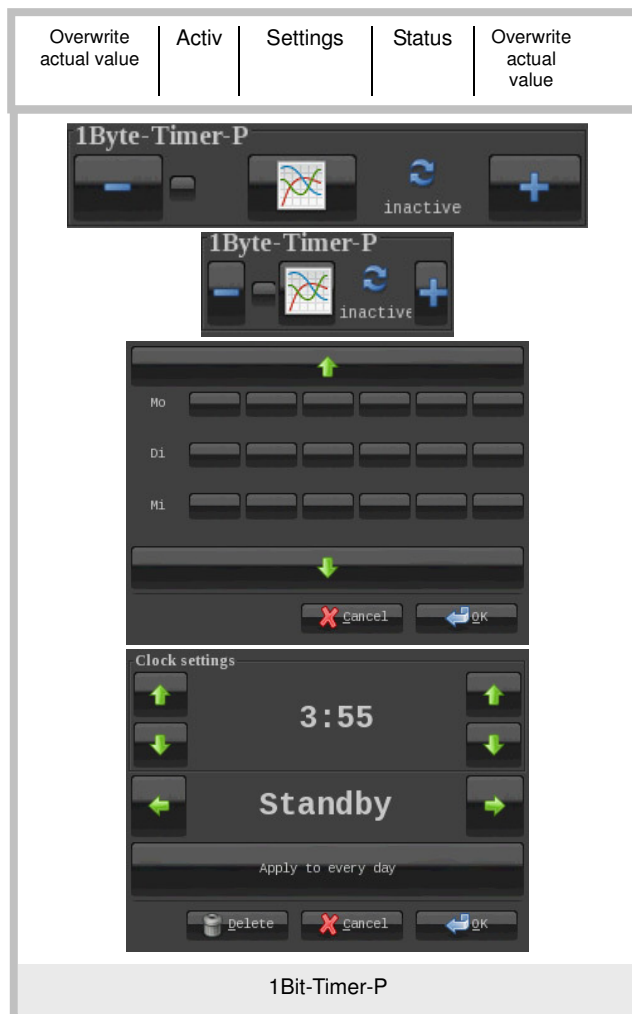 Overwrite actual value
Activ
Settings
Status
Overwrite actual value
1Byte-Timer-P
inactive
1Byte-Timer-P
inactive
Mo
Di
Mi
Cancel
OK
Clock settings
3:55
Standby
Apply to every day
Delete
Cancel
OK
1Bit-Timer-P